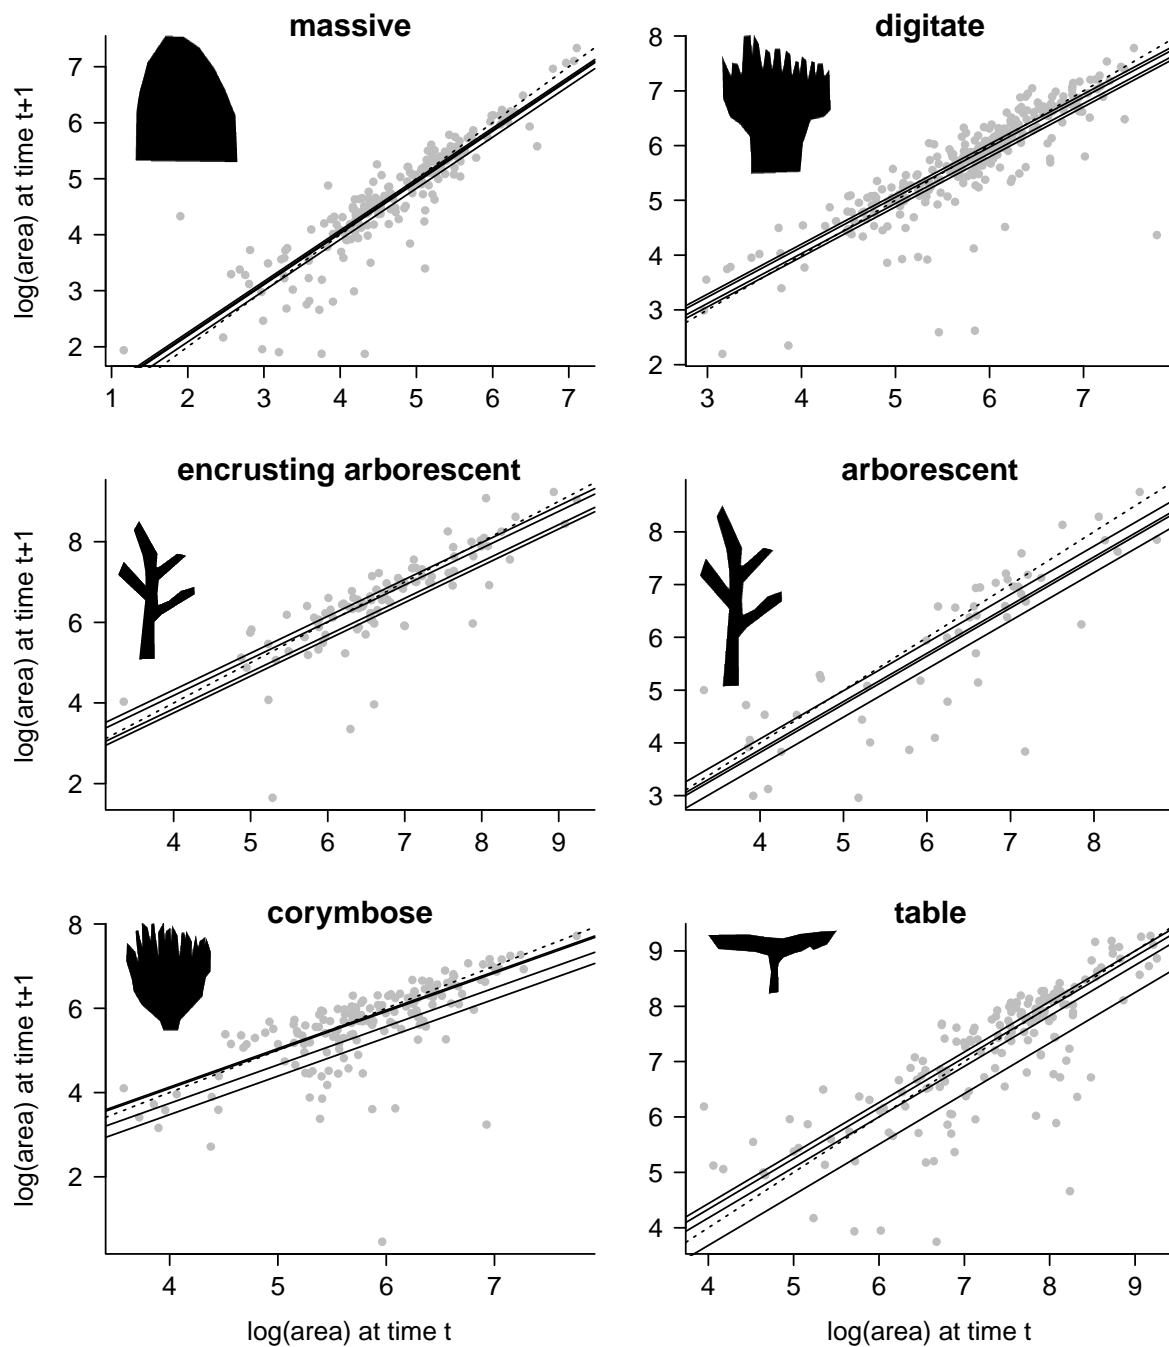 massive
log(area) at time t+1
7
6
5
4
3
2
1 2 3 4 5 6 7
digitate
8
7
6
5
4
3
2
3 4 5 6 7
encrusting arborescent
log(area) at time t+1
8
6
4
2
4 5 6 7 8 9
arborescent
8
7
6
5
4
3
4 5 6 7 8
corymbose
log(area) at time t+1
8
6
4
2
4 5 6 7
log(area) at time t
table
9
8
7
6
5
4
4 5 6 7 8 9
log(area) at time t